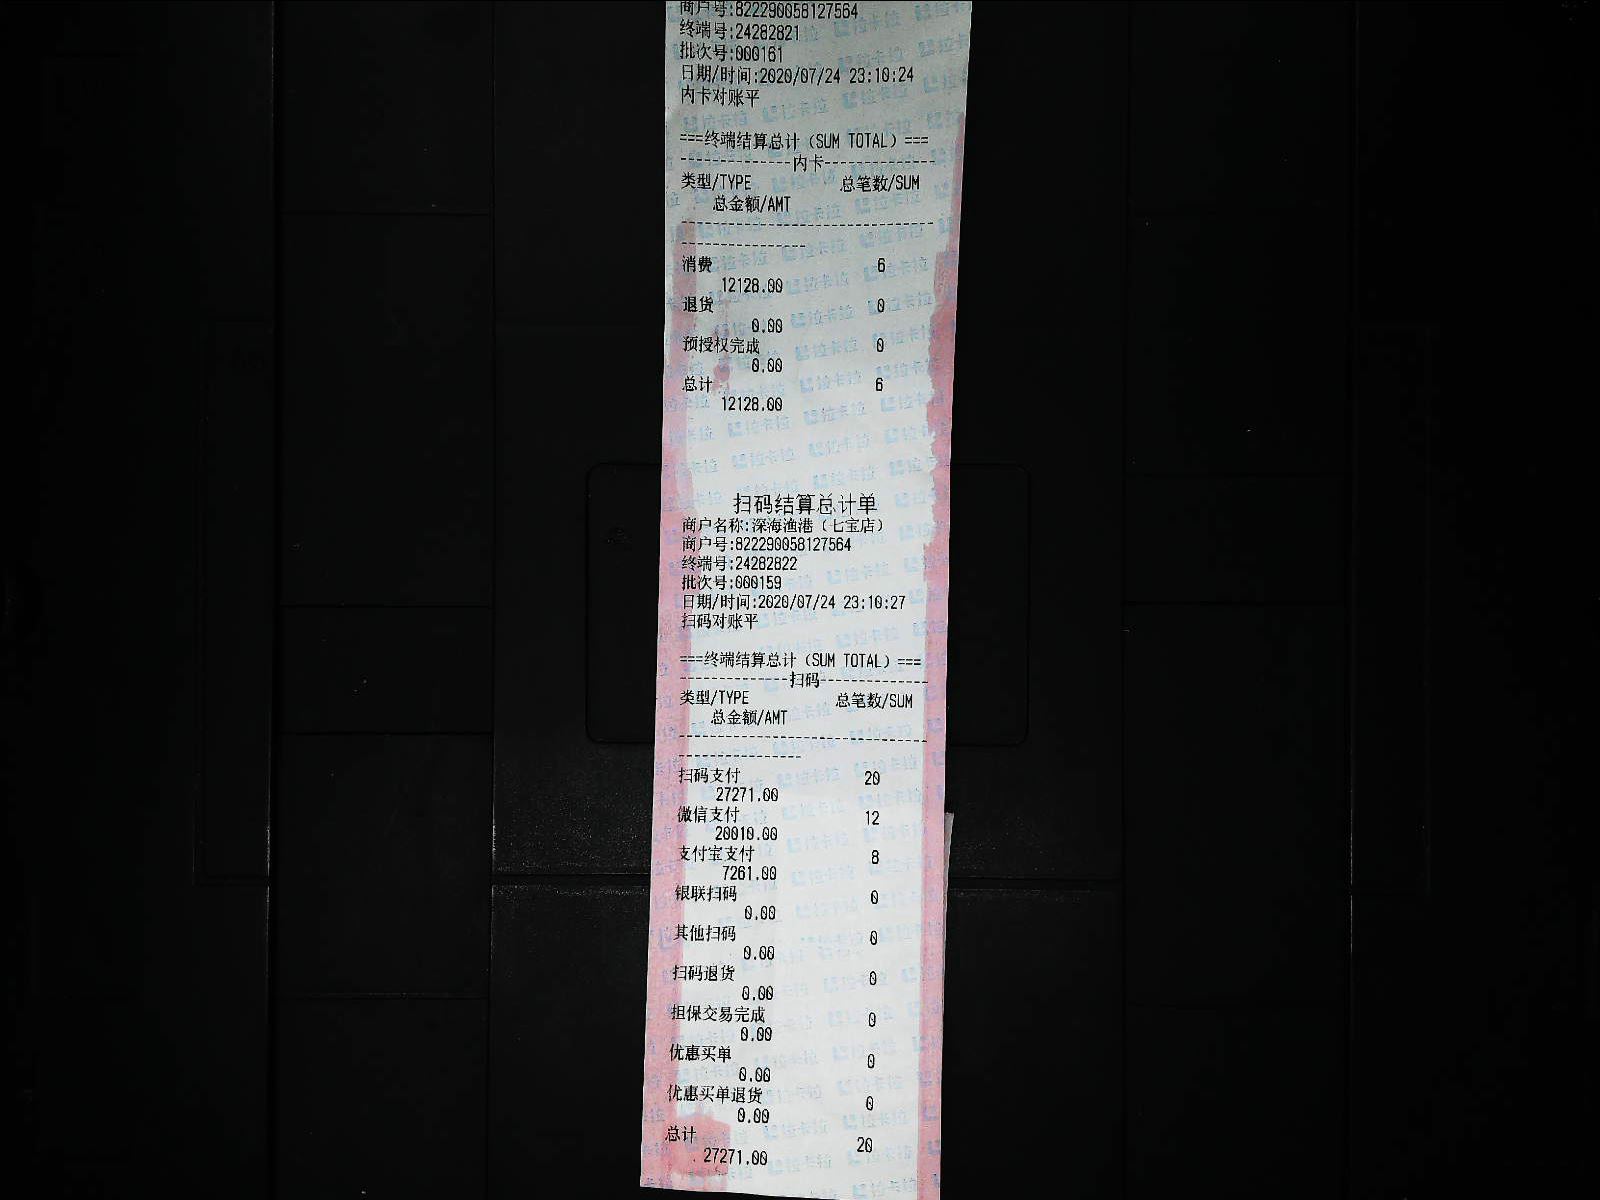 商户号:822290058127564
终端号:24282821
批次号:000161
日期/时间:2020/07/24 23:10:24
内卡对账平
===终端结算总计（SUM TOTAL）===
--------------内卡--------------
类型/TYPE 总笔数/SUM
总金额/AMT
消费 6
12128.00
退货 0
0.00
预授权完成 0
0.00
总计 6
12128.00
扫码结算总计单
商户名称:深海渔港（七宝店）
商户号:822290058127564
终端号:24282822
批次号:000159
日期/时间:2020/07/24 23:10:27
扫码对账平
===终端结算总计（SUM TOTAL）===
--------------扫码--------------
类型/TYPE 总笔数/SUM
总金额/AMT
扫码支付 20
27271.00
微信支付 12
20010.00
支付宝支付 8
7261.00
银联扫码 0
0.00
其他扫码 0
0.00
扫码退货 0
0.00
担保交易完成 0
0.00
优惠买单 0
0.00
优惠买单退货 0
0.00
总计 20
27271.00